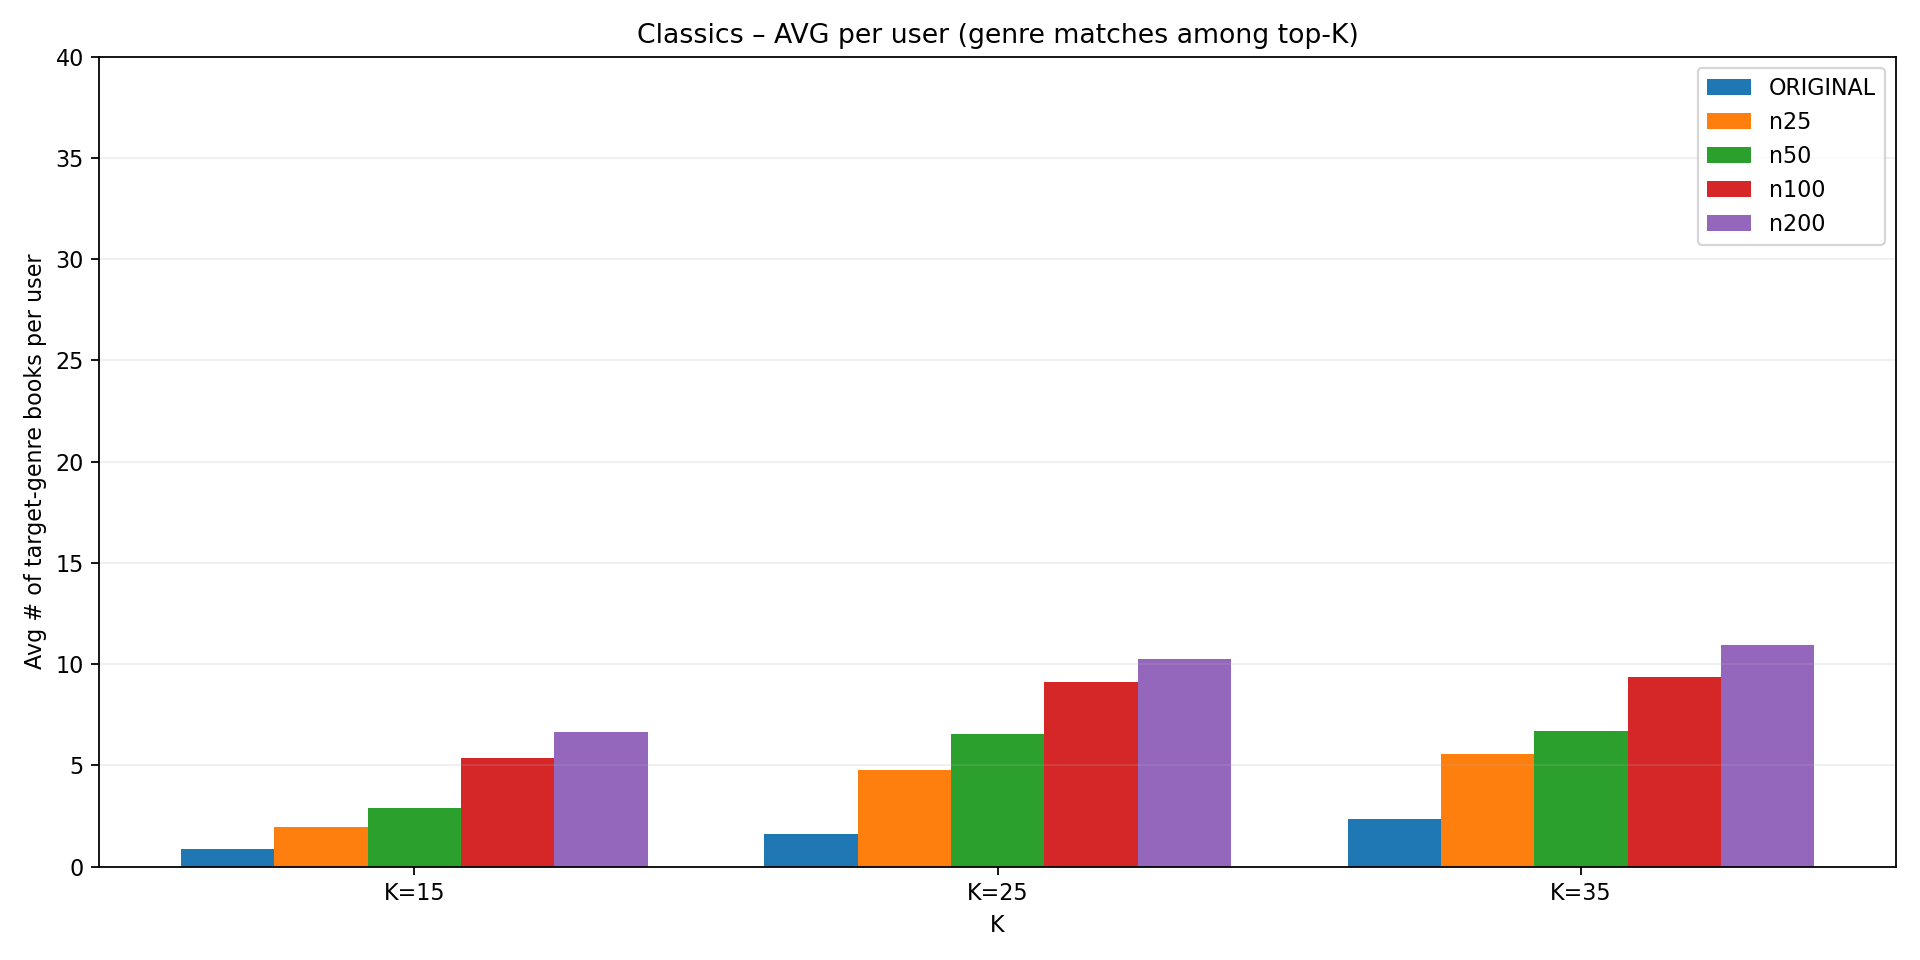 Classics – AVG per user (genre matches among top-K)
Avg # of target-genre books per user
40
35
30
25
20
15
10
5
0
ORIGINAL
n25
n50
n100
n200
K=15
K=25
K=35
K